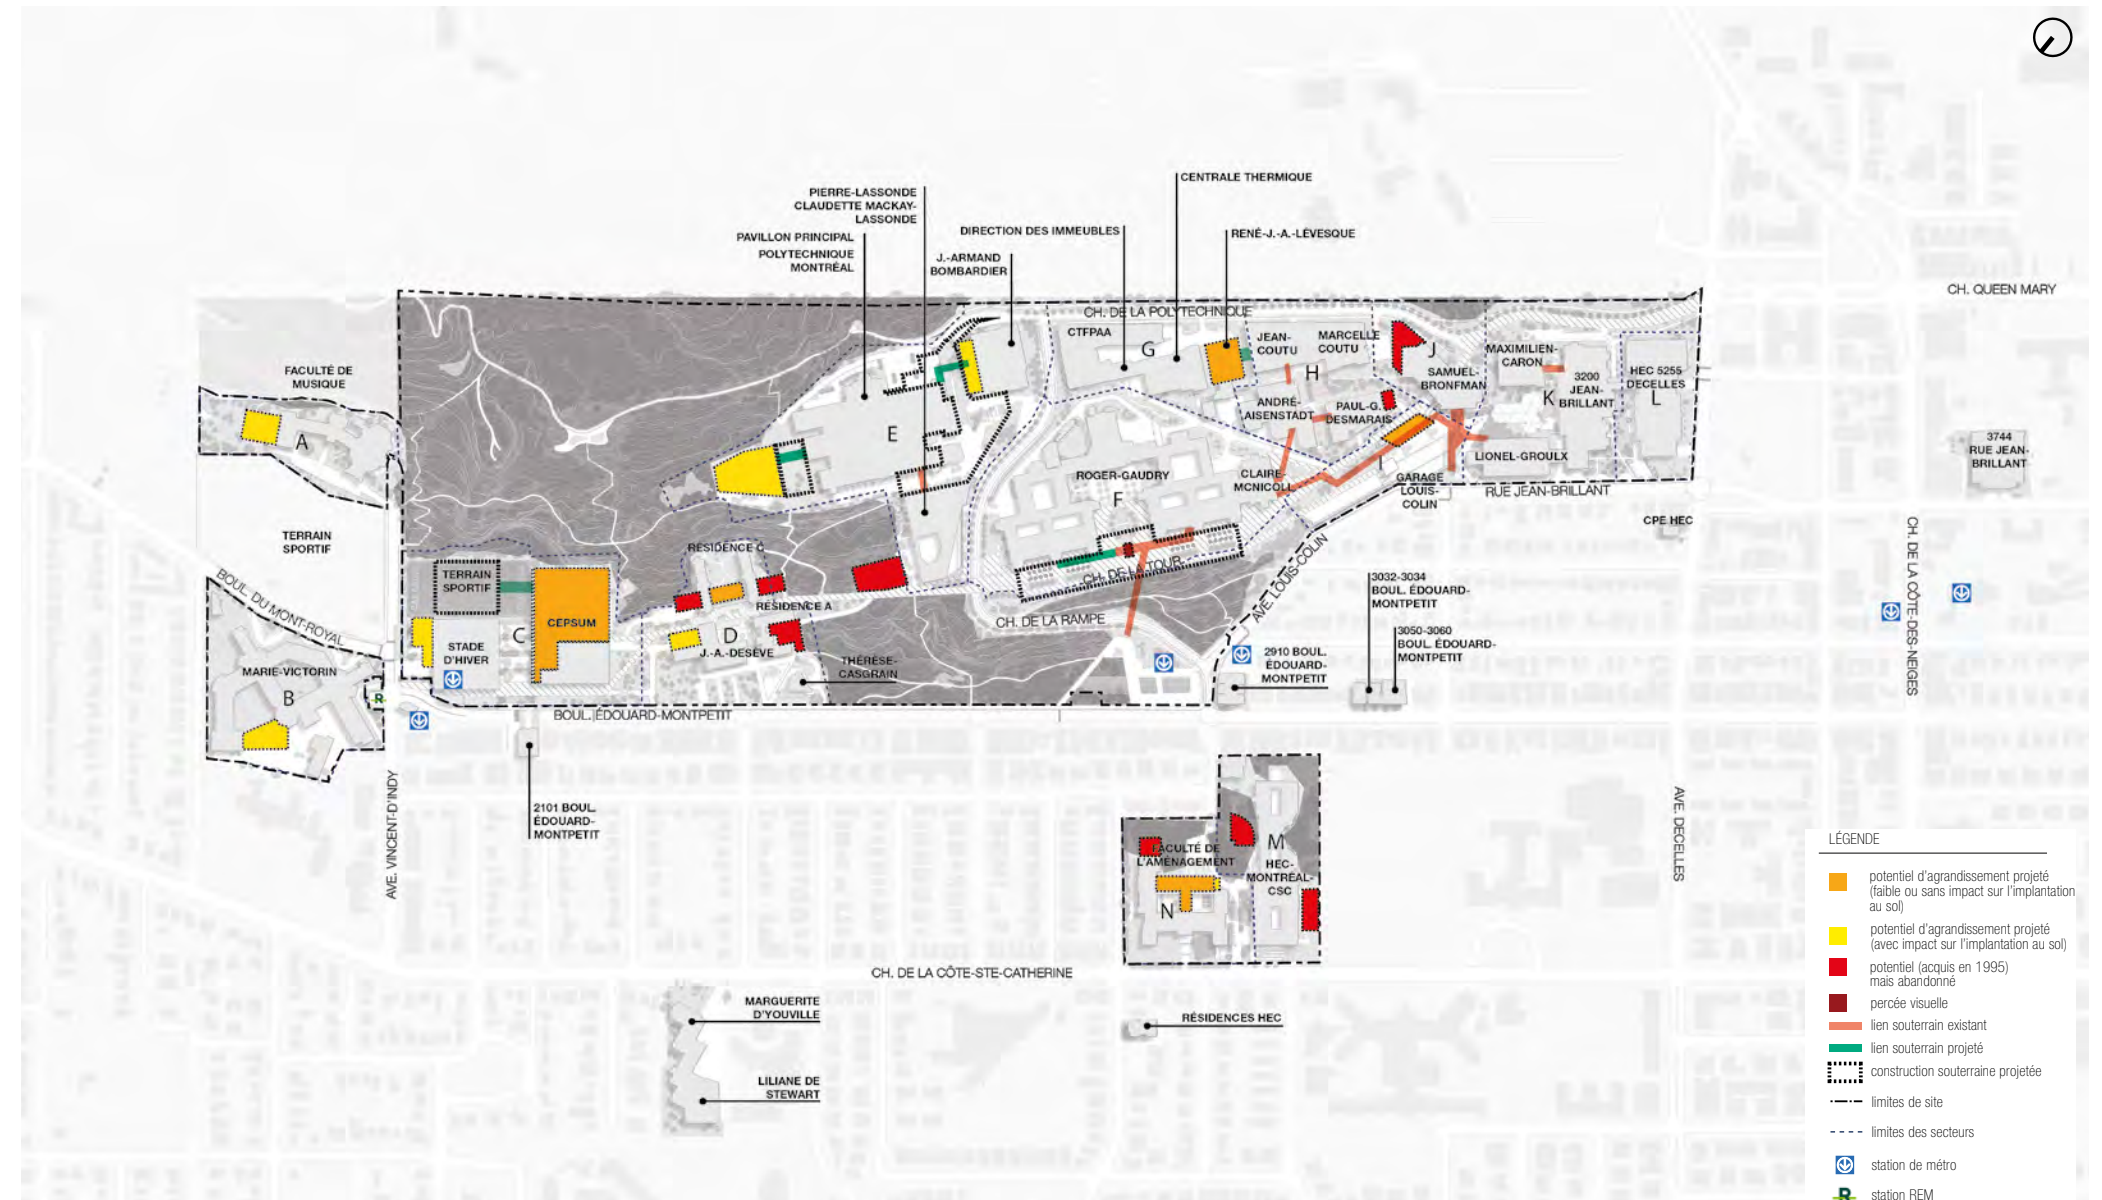 CENTRALE THERMIQUE
PIERRE-LASSONDE
CLAUDETTE MACKAY-
LASSONDE
DIRECTION DES IMMEUBLES
RENÉ-J.-A.-LÉVESQUE
PAVILLON PRINCIPAL
POLYTECHNIQUE
MONTRÉAL
J.-ARMAND
BOMBARDIER
CH. QUEEN MARY
CH. DE LA POLYTECHNIQUE
CTFPAA
G
JEAN-
COUTU
MARCELLE
COUTU
H
J
SAMUEL-
BRONFMAN
MAXIMILIEN-
CARON
3200
JEAN-
BRILLANT
K
HEC 5255
DECELLES
L
FACULTÉ DE
MUSIQUE
A
ANDRÉ-
AISENSTADT
PAUL-G.
DESMARAIS
E
3744
RUE JEAN-
BRILLANT
LIONEL-GROULX
ROGER-GAUDRY
F
CLAIRE-
MCNICOLL
I
GARAGE
LOUIS-
COLIN
RUE JEAN-BRILLANT
CPE HEC
TERRAIN
SPORTIF
RÉSIDENCE C
CH. DE LA TOUR
AVE. LOUIS-COLIN
CH. DE LA CÔTE-DES-NEIGES
BOUL. DU MONT-ROYAL
TERRAIN
SPORTIF
CEPSUM
C
STADE
D'HIVER
RÉSIDENCE A
D
J.-A.-DESÈVE
THÉRÈSE-
CASGRAIN
CH. DE LA RAMPE
3032-3034
BOUL. ÉDOUARD-
MONTPETIT
3050-3060
BOUL. ÉDOUARD-
MONTPETIT
2910 BOUL.
ÉDOUARD-
MONTPETIT
MARIE-VICTORIN
B
R
BOUL. ÉDOUARD-MONTPETIT
AVE. VINCENT-D'INDY
2101 BOUL.
ÉDOUARD-
MONTPETIT
AVE. DECELLES
FACULTÉ DE
L'AMÉNAGEMENT
N
M
HEC-
MONTRÉAL-
CSC
CH. DE LA CÔTE-STE-CATHERINE
MARGUERITE
D'YOUVILLE
RÉSIDENCES HEC
LILIANE DE
STEWART
LÉGENDE
potentiel d'agrandissement projeté
(faible ou sans impact sur l'implantation
au sol)
potentiel d'agrandissement projeté
(avec impact sur l'implantation au sol)
potentiel (acquis en 1995)
mais abandonné
percée visuelle
lien souterrain existant
lien souterrain projeté
construction souterraine projetée
limites de site
limites des secteurs
station de métro
R
station REM